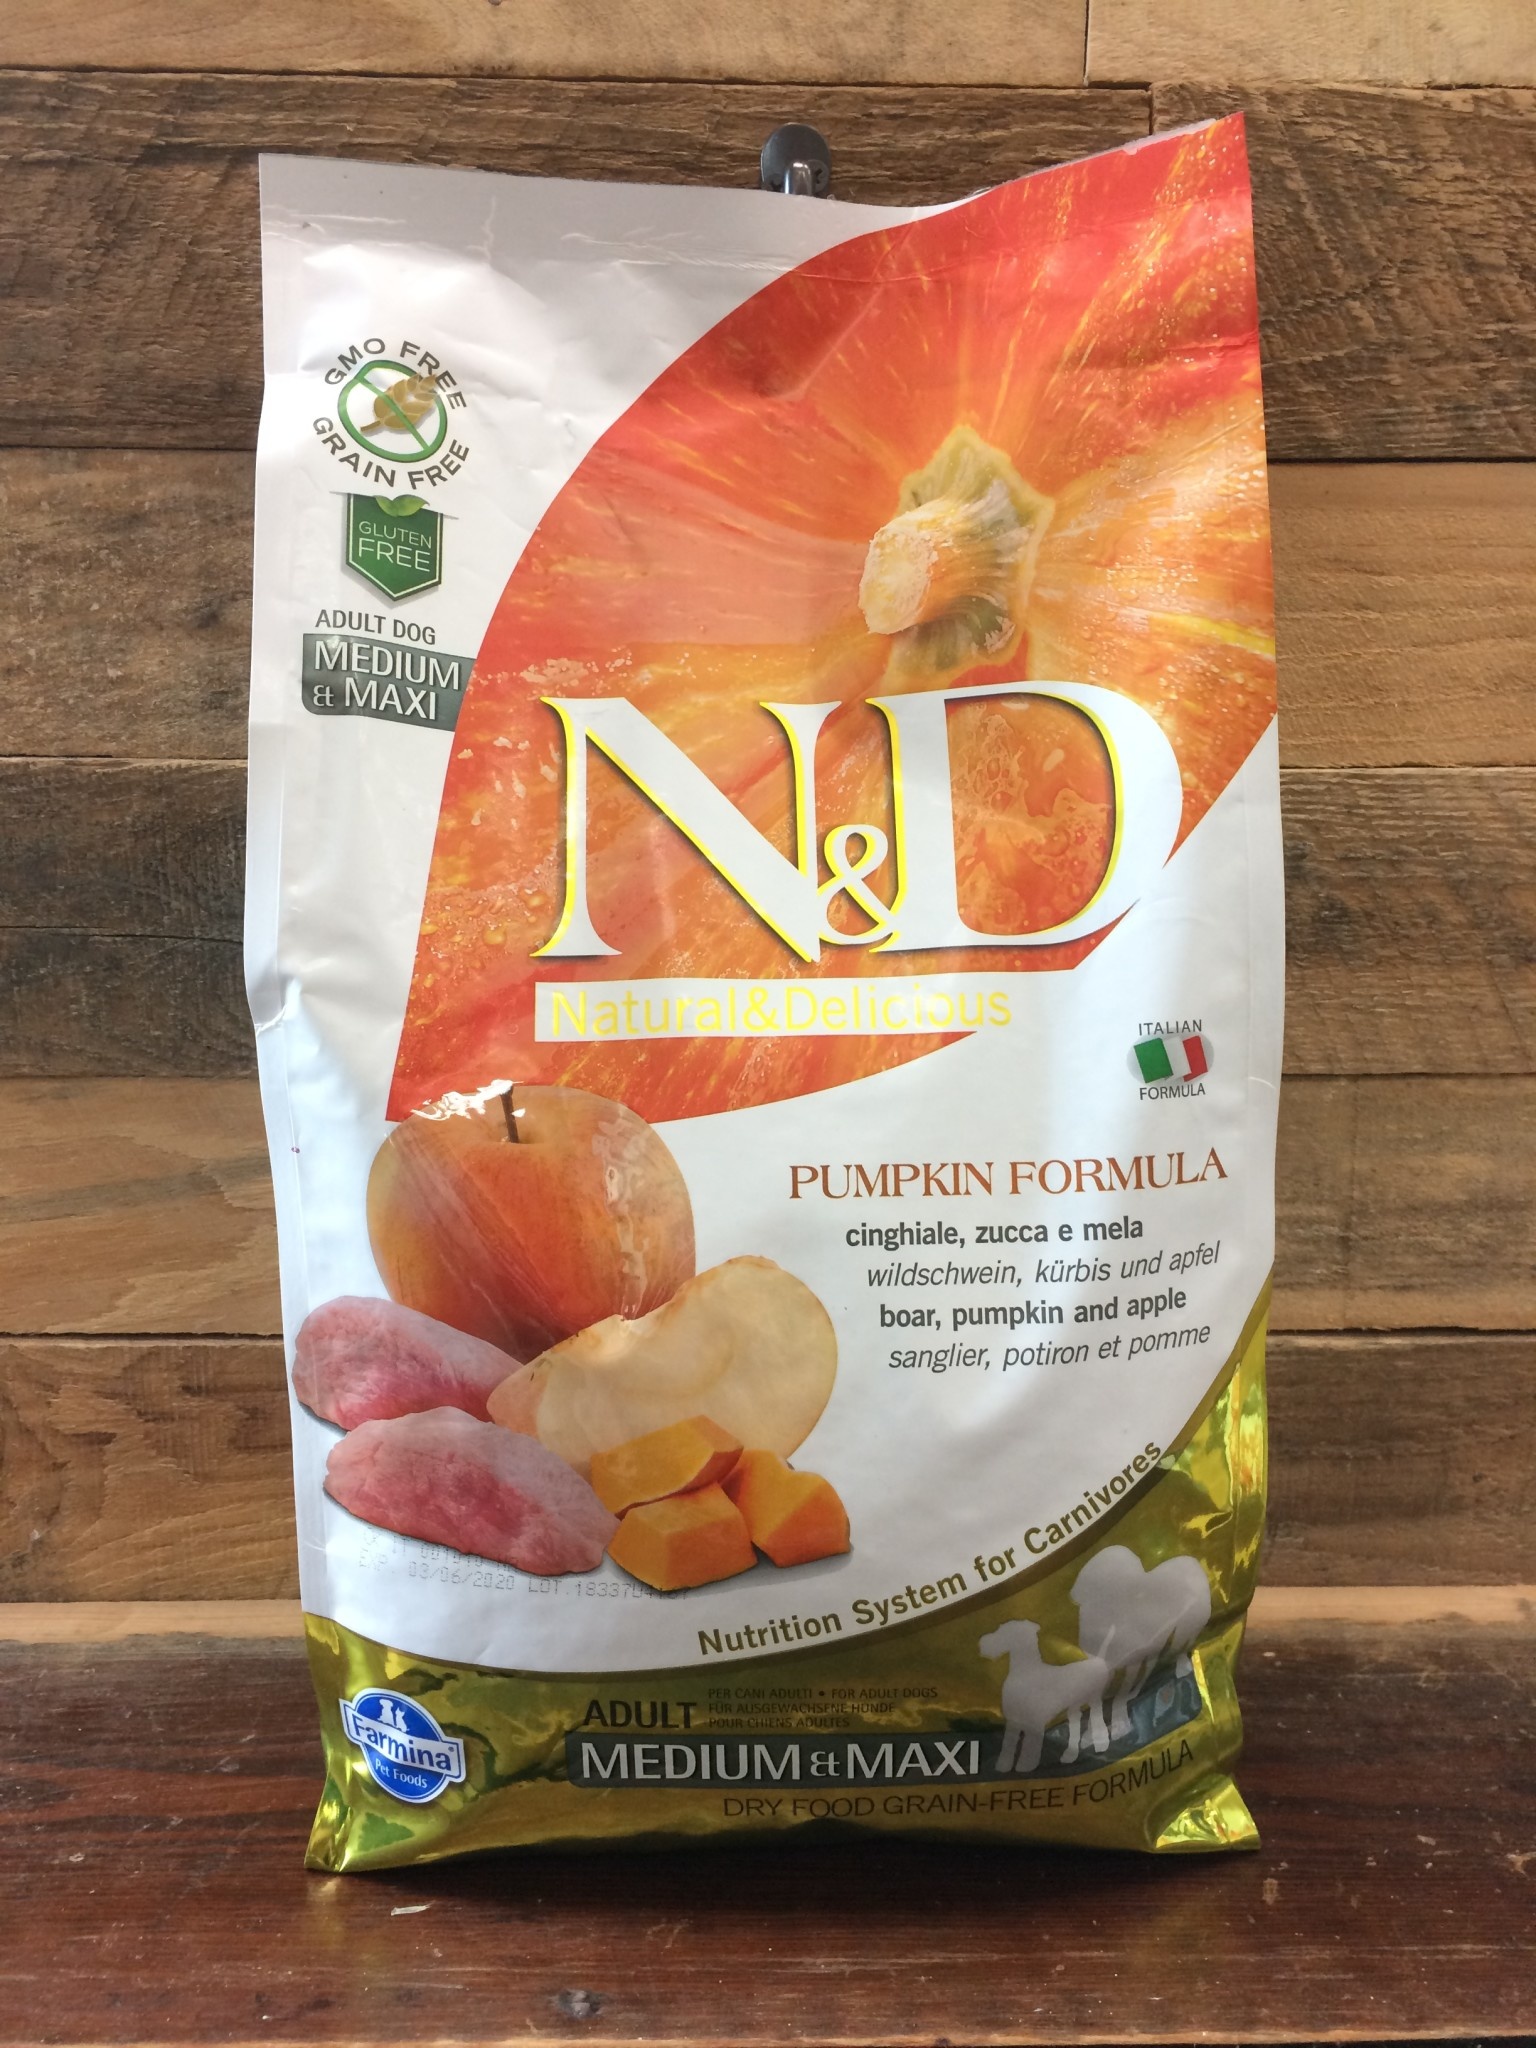 GMO FREE
GRAIN FREE
GLUTEN
FREE
ADULT DOG
MEDIUM
& MAXI
N&D
Natural&Delicious
ITALIAN
FORMULA
PUMPKIN FORMULA
cinghiale, zucca e mela
wildschwein, kürbis und apfel
boar, pumpkin and apple
sanglier, potiron et pomme
EXP. 03/06/2020 LOT.
Nutrition System for Carnivores
Farmina
Pet Foods
ADULT
PER CANI ADULTI • FOR ADULT DOGS
FÜR AUSGEWACHSENE HUNDE
POUR CHIENS ADULTES
MEDIUM & MAXI
DRY FOOD GRAIN-FREE FORMULA